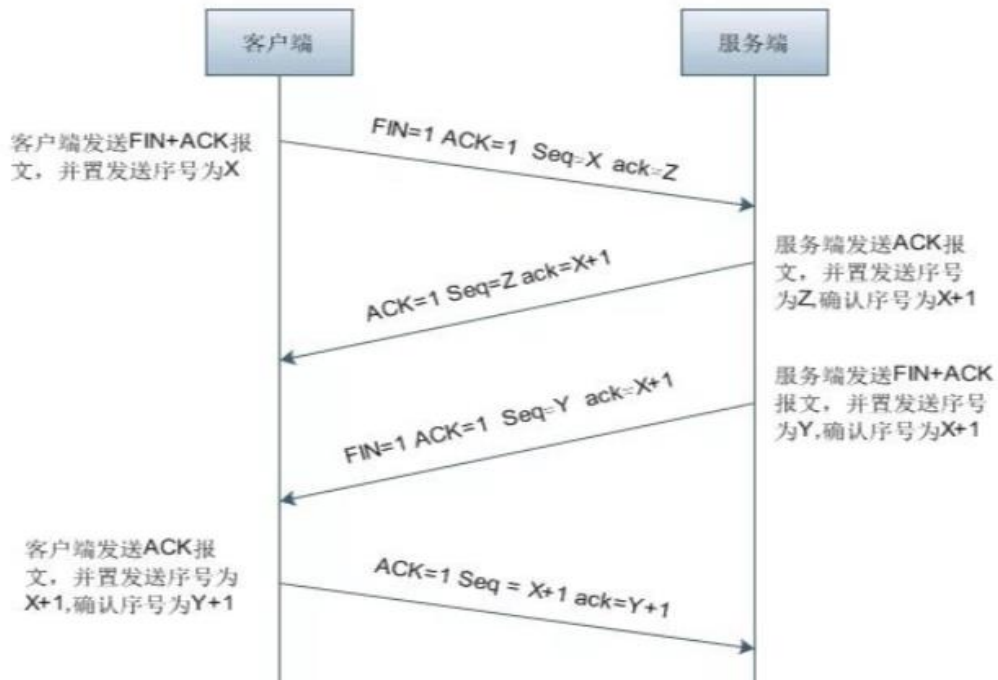 客户端
服务端
FIN=1 ACK=1 Seq=X ack=Z
客户端发送FIN+ACK报
文，并置发送序号为X
服务端发送ACK报
文，并置发送序号
为Z,确认序号为X+1
ACK=1 Seq=Z ack=X+1
服务端发送FIN+ACK
报文，并置发送序号
为Y,确认序号为X+1
FIN=1 ACK=1 Seq=Y ack=X+1
客户端发送ACK报
文，并置发送序号为
X+1,确认序号为Y+1
ACK=1 Seq = X+1 ack=Y+1